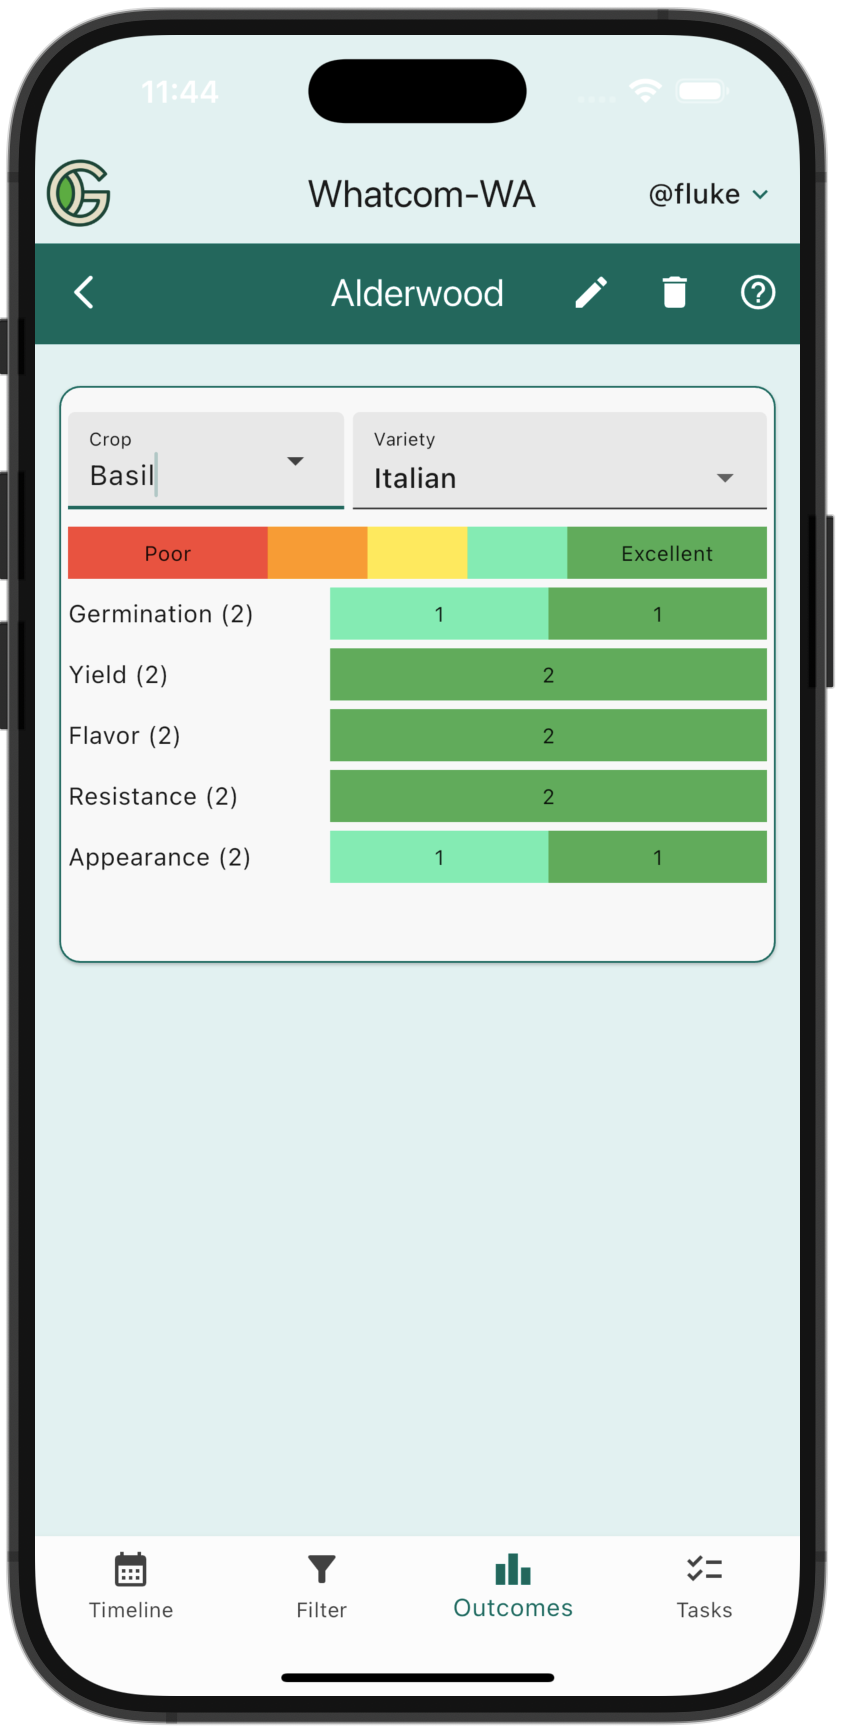 11:44
G
Whatcom-WA
@fluke
Alderwood
?
Crop
Basil
Variety
Italian
Poor
Excellent
Germination (2)
1
1
Yield (2)
2
Flavor (2)
2
Resistance (2)
2
Appearance (2)
1
1
Timeline
Filter
Outcomes
Tasks